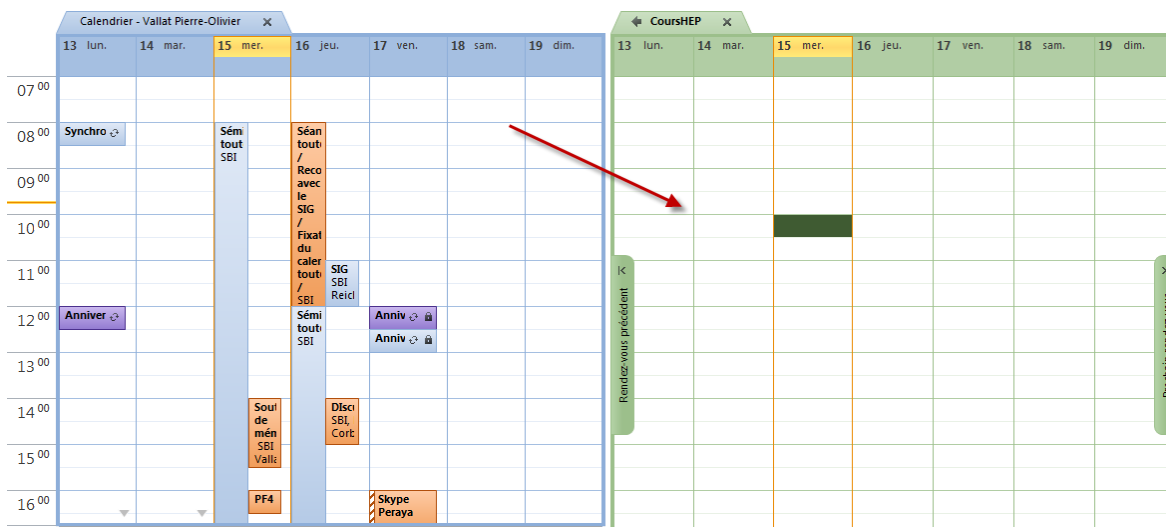 Calendrier - Vallat Pierre-Olivier
CoursHEP
13 lun. 14 mar. 15 mer. 16 jeu. 17 ven. 18 sam. 19 dim.
13 lun. 14 mar. 15 mer. 16 jeu. 17 ven. 18 sam. 19 dim.
07 00
08 00
09 00
10 00
11 00
12 00
13 00
14 00
15 00
16 00
Synchro
Anniver
Sémi
tout
SBI
Sout
de
mén
SBI
Valla
PF4
Séan
tout
/
Reco
avec
le
SIG
/
Fixat
du
caler
tout
/
SBI
SIG
SBI
Reicl
Sémi
tout
SBI
DIscu
SBI,
Corb
Anniv
Anniv
Skype
Peraya
Rendez-vous précédent